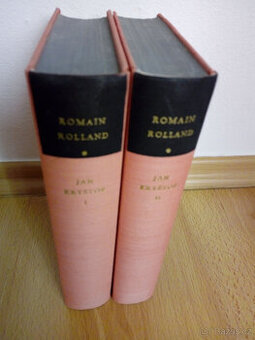 ROMAIN
ROLLAND
JAN
KRYŠTOF
I
ROMAIN
ROLLAND
JAN
KRYŠTOF
II